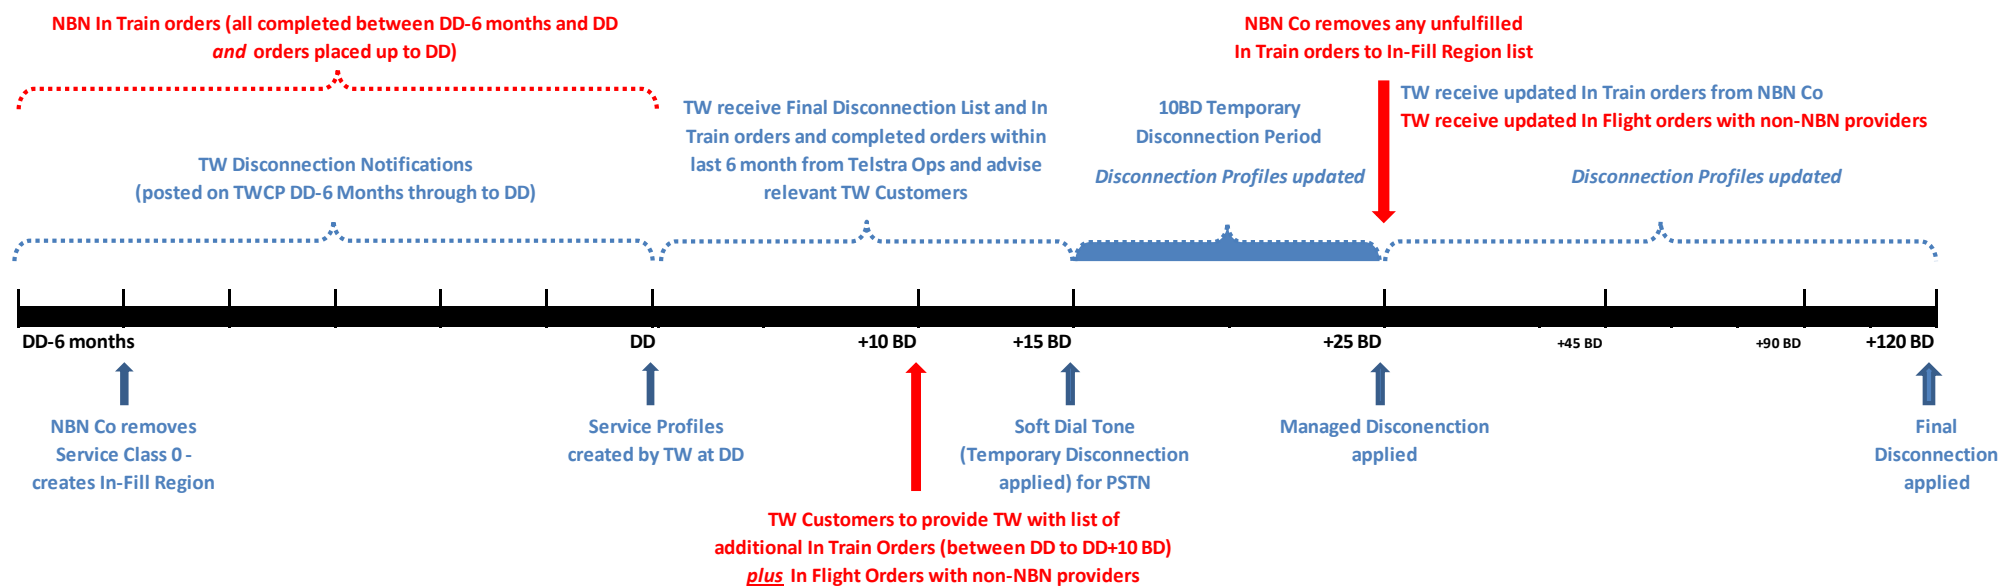 NBN In Train orders (all completed between DD-6 months and DD
and orders placed up to DD)
NBN Co removes any unfulfilled
In Train orders to In-Fill Region list
TW Disconnection Notifications
(posted on TWCP DD-6 Months through to DD)
TW receive Final Disconnection List and In
Train orders and completed orders within
last 6 month from Telstra Ops and advise
relevant TW Customers
10BD Temporary
Disconnection Period
Disconnection Profiles updated
TW receive updated In Train orders from NBN Co
TW receive updated In Flight orders with non-NBN providers
Disconnection Profiles updated
DD-6 months
DD
+10 BD
+15 BD
+25 BD
+45 BD
+90 BD
+120 BD
NBN Co removes
Service Class 0 -
creates In-Fill Region
Service Profiles
created by TW at DD
Soft Dial Tone
(Temporary Disconnection
applied) for PSTN
Managed Disconenction
applied
Final
Disconnection
applied
TW Customers to provide TW with list of
additional In Train Orders (between DD to DD+10 BD)
plus In Flight Orders with non-NBN providers